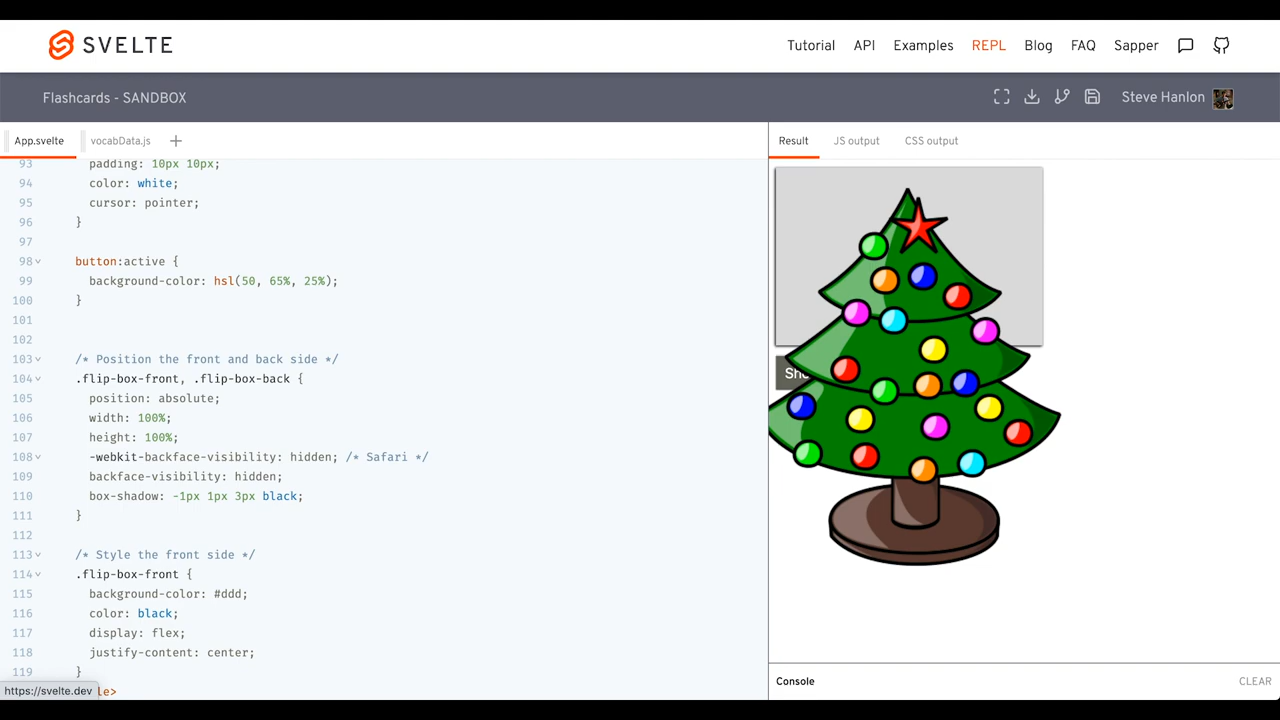 SVELTE
Tutorial API Examples REPL Blog FAQ Sapper
Flashcards - SANDBOX
Steve Hanlon
App.svelte vocabData.js +
Result JS output CSS output
93 padding: 10px 10px;
94 color: white;
95 cursor: pointer;
96 }
97
98 button:active {
99 background-color: hsl(50, 65%, 25%);
100 }
101
102
103 /* Position the front and back side */
104 .flip-box-front, .flip-box-back {
105 position: absolute;
106 width: 100%;
107 height: 100%;
108 -webkit-backface-visibility: hidden; /* Safari */
109 backface-visibility: hidden;
110 box-shadow: -1px 1px 3px black;
111 }
112
113 /* Style the front side */
114 .flip-box-front {
115 background-color: #ddd;
116 color: black;
117 display: flex;
118 justify-content: center;
119 }
https://svelte.dev le>
Sho
Console CLEAR